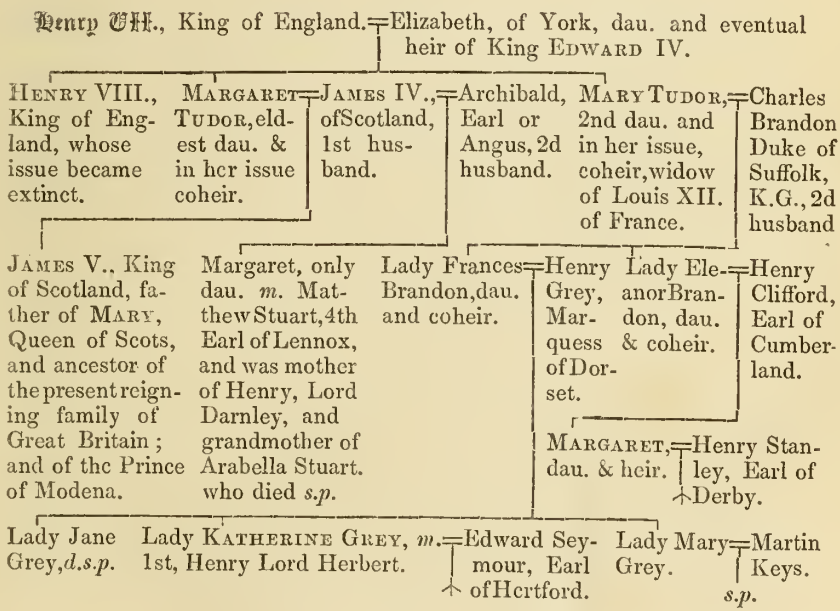 Henry VII., King of England.=Elizabeth, of York, dau. and eventual
heir of King EDWARD IV.
HENRY VIII.,
King of Eng-
land, whose
issue became
extinct.
MARGARET
TUDOR, eld-
est dau. &
in hcr issue
coheir.
=JAMES IV.,
of Scotland,
1st hus-
band.
=Archibald,
Earl or
Angus, 2d
husband.
MARY TUDOR,
2nd dau. and
in her issue,
coheir, widow
of Louis XII.
of France.
=Charles
Brandon
Duke of
Suffolk,
K.G., 2d
husband
JAMES V., King
of Scotland, fa-
ther of MARY,
Queen of Scots,
and ancestor of
the present reign-
ing family of
Great Britain ;
and of thc Prince
of Modena.
Margaret, only
dau. m. Mat-
thew Stuart, 4th
Earl of Lennox,
and was mother
of Henry, Lord
Darnley, and
grandmother of
Arabella Stuart.
who died s.p.
Lady Frances
Brandon, dau.
and coheir.
=Henry
Grey,
Mar-
quess
of Dor-
set.
Lady Ele-
anor Bran-
don, dau.
& coheir.
=Henry
Clifford,
Earl of
Cumber-
land.
MARGARET,=Henry Stan-
dau. & heir. ley, Earl of
Derby.
Lady Jane
Grey, d.s.p.
Lady KATHERINE GREY, m.
1st, Henry Lord Herbert.
=Edward Sey-
mour, Earl
of Hcrtford.
Lady Mary
Grey.
=Martin
Keys.
s.p.